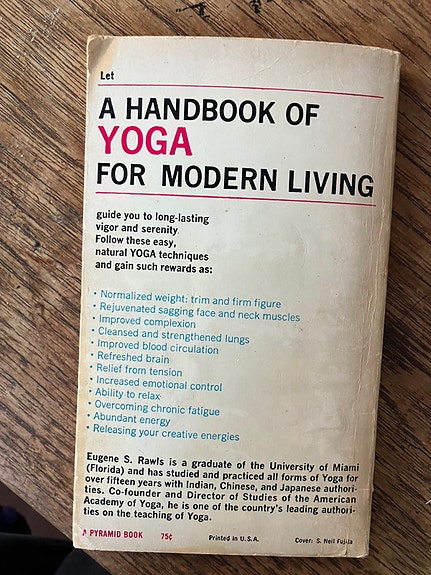 Let
A HANDBOOK OF
YOGA
FOR MODERN LIVING
guide you to long-lasting
vigor and serenity.
Follow these easy,
natural YOGA techniques
and gain such rewards as:
• Normalized weight: trim and firm figure
• Rejuvenated sagging face and neck muscles
• Improved complexion
• Cleansed and strengthened lungs
• Improved blood circulation
• Refreshed brain
• Relief from tension
• Increased emotional control
• Ability to relax
• Overcoming chronic fatigue
• Abundant energy
• Releasing your creative energies
Eugene S. Rawls is a graduate of the University of Miami
(Florida) and has studied and practiced all forms of Yoga for
over fifteen years with Indian, Chinese, and Japanese authori-
ties. Co-founder and Director of Studies of the American
Academy of Yoga, he is one of the country's leading authori-
ties on the teaching of Yoga.
A PYRAMID BOOK 75¢ Printed in U.S.A. Cover: S. Neil Fujita